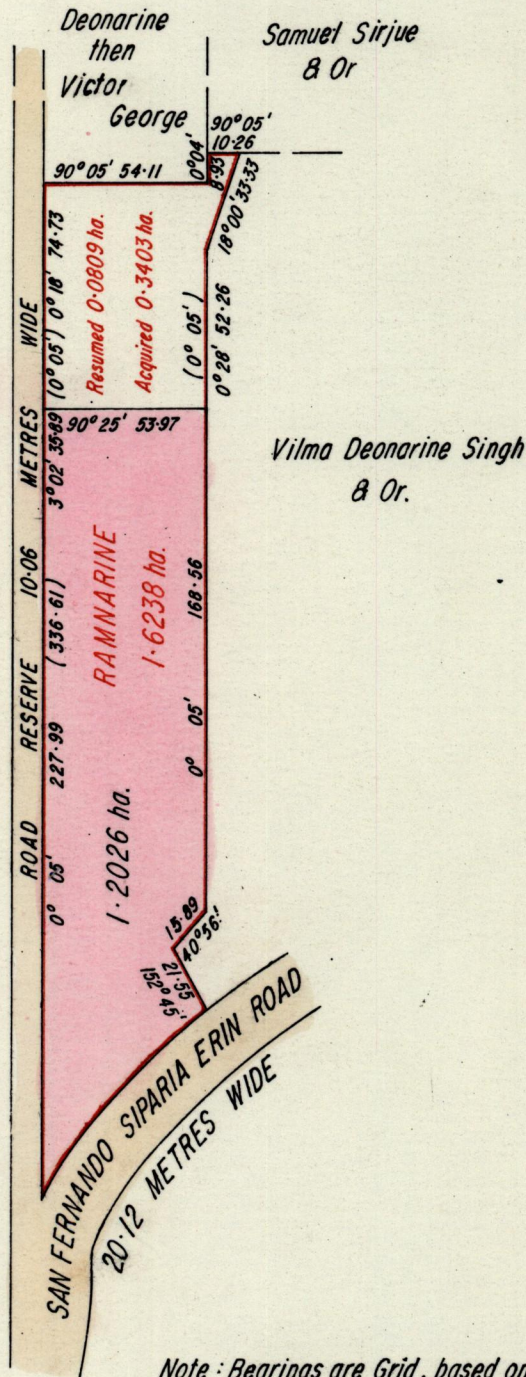 Deonarine
then
Victor
George
Samuel Sirjue
& Or
90°05'
10·26
90°05' 54·11
0°04'
8·93
18°00' 33·33
(0°05') 0°18' 74·73
Resumed 0·0809 ha.
Acquired 0·3403 ha.
(0° 05')
0°28' 52·26
90°25' 53·97
3°02' 35·89
Vilma Deonarine Singh
& Or.
ROAD RESERVE 10·06 METRES WIDE
(336·61)
RAMNARINE
1·6238 ha.
168·56
0° 05'
0° 05' 227·99
1·2026 ha.
15·89
40°56'
21·55
152°45'
SAN FERNANDO SIPARIA ERIN ROAD
20·12 METRES WIDE
Note : Bearings are Grid, based on